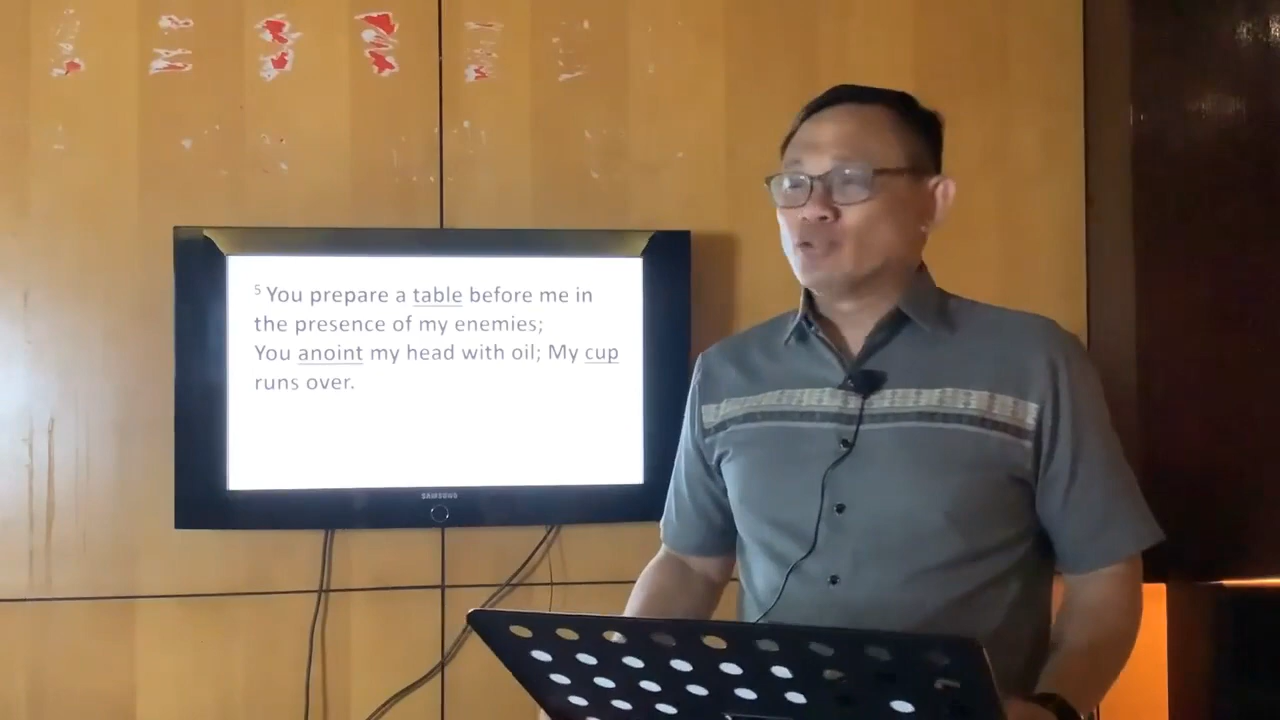 5 You prepare a table before me in
the presence of my enemies;
You anoint my head with oil; My cup
runs over.
SAMSUNG